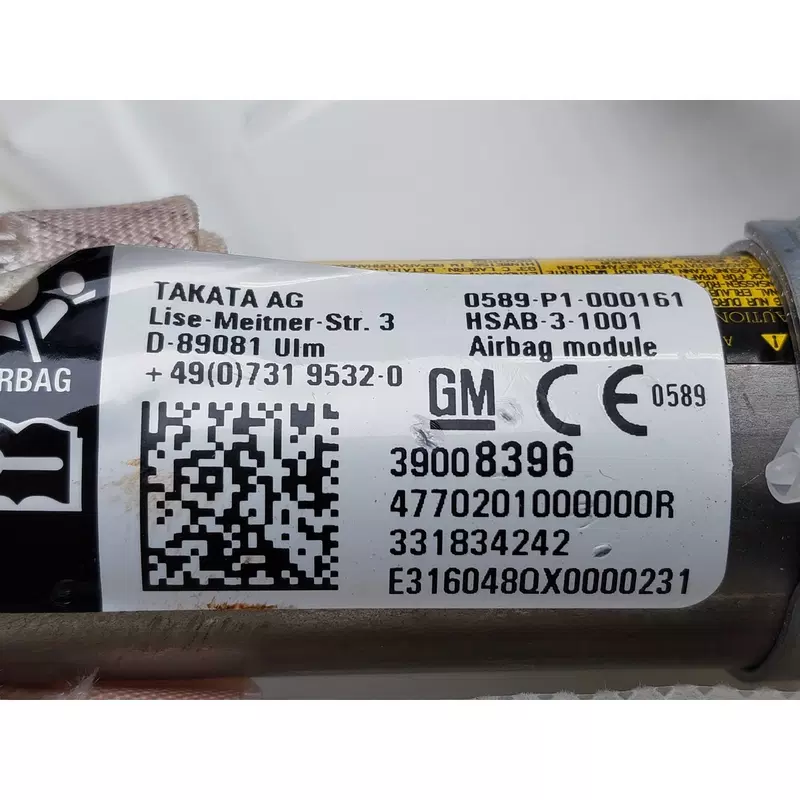 TAKATA AG
Lise-Meitner-Str. 3
D-89081 Ulm
+49(0)731 9532-0
0589-P1-000161
HSAB-3-1001
Airbag module
GM
CE 0589
39008396
4770201000000R
331834242
E316048QX0000231
RBAG
CAUTION